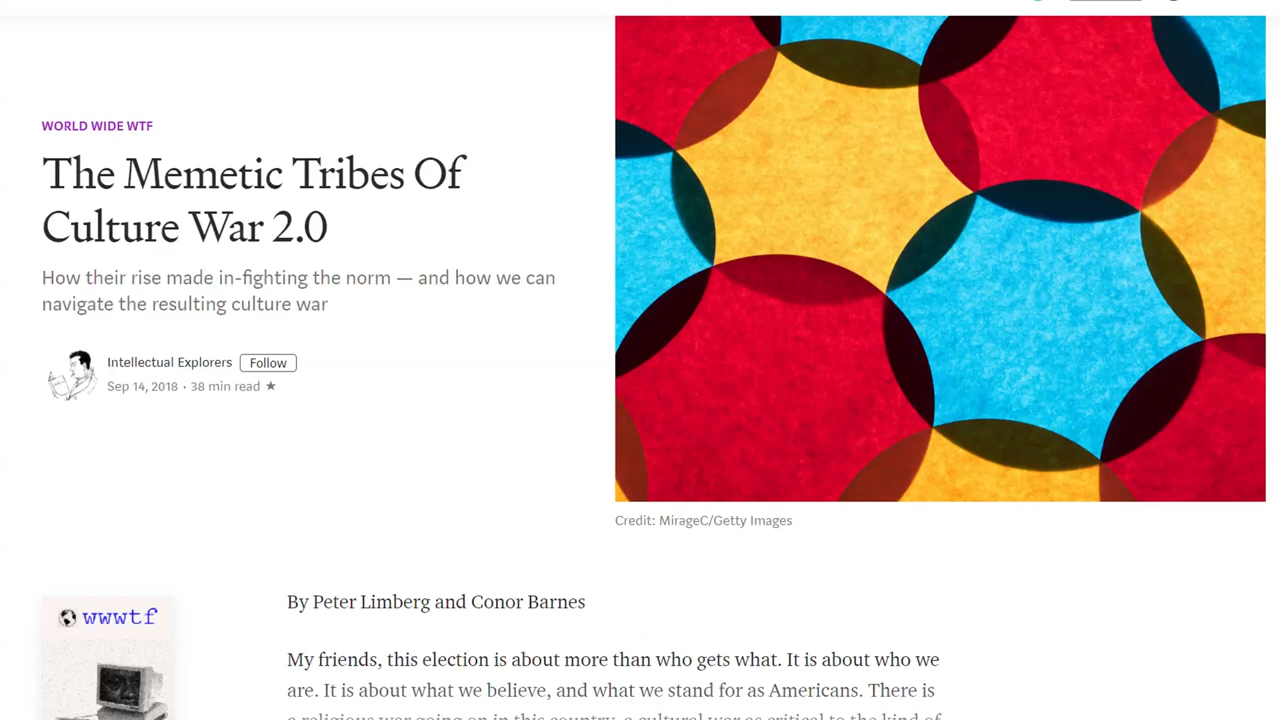 WORLD WIDE WTF
The Memetic Tribes Of
Culture War 2.0
How their rise made in-fighting the norm — and how we can
navigate the resulting culture war
Intellectual Explorers Follow
Sep 14, 2018 · 38 min read ★
Credit: MirageC/Getty Images
wwwtf
By Peter Limberg and Conor Barnes
My friends, this election is about more than who gets what. It is about who we
are. It is about what we believe, and what we stand for as Americans. There is
a religious war going on in this country, a cultural war as critical to the kind of